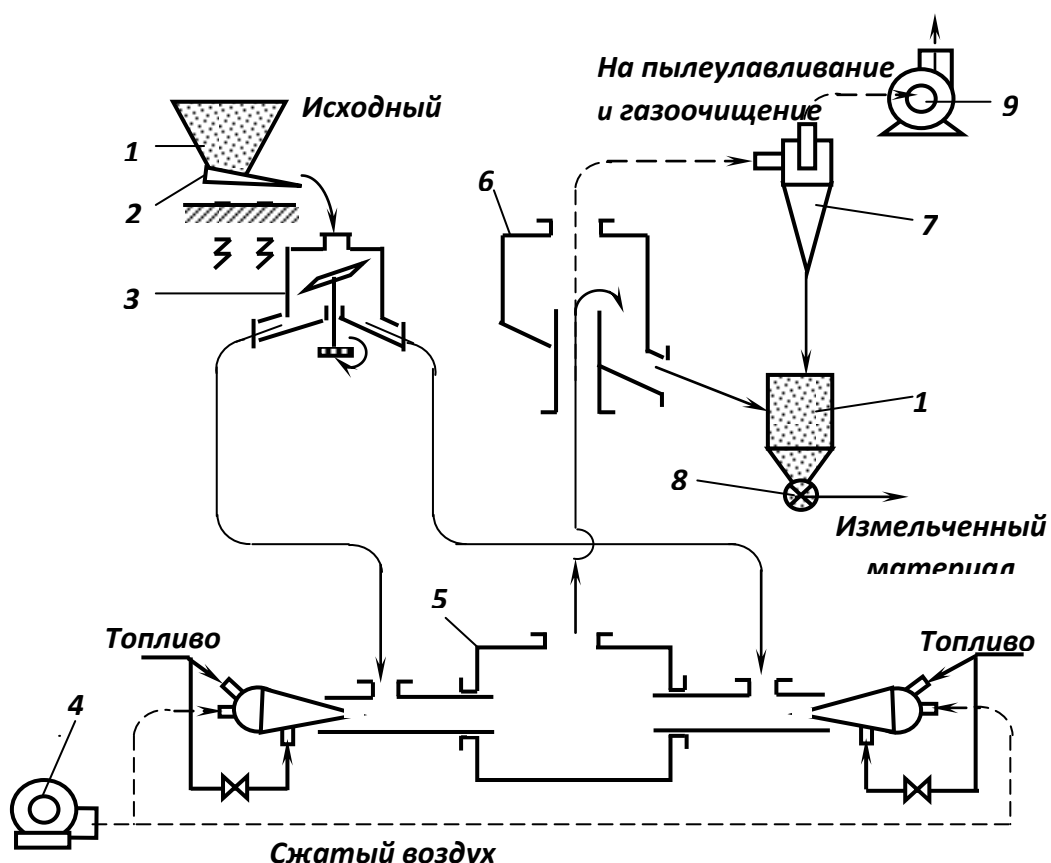 На пылеулавливание
и газоочищение
9
Исходный
1
2
6
7
3
1
8
Измельченный
материал
5
Топливо
Топливо
4
Сжатый воздух